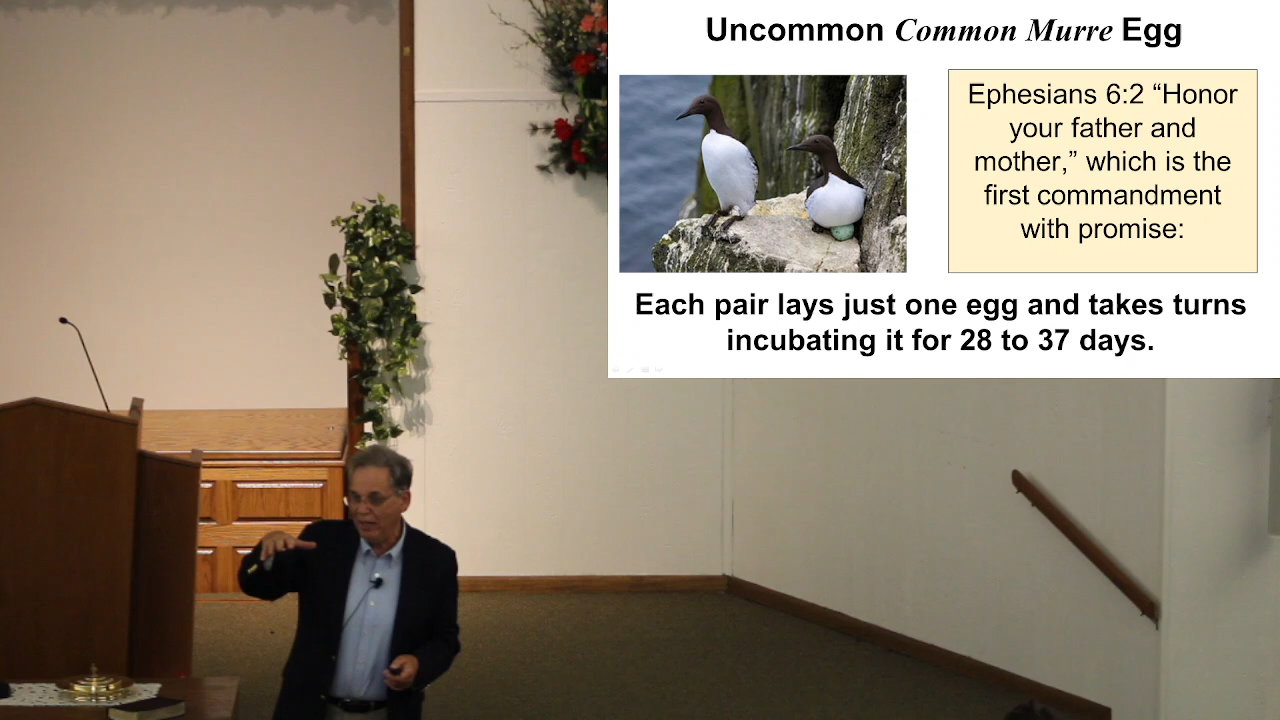 Uncommon Common Murre Egg
Ephesians 6:2 “Honor
your father and
mother,” which is the
first commandment
with promise:
Each pair lays just one egg and takes turns
incubating it for 28 to 37 days.